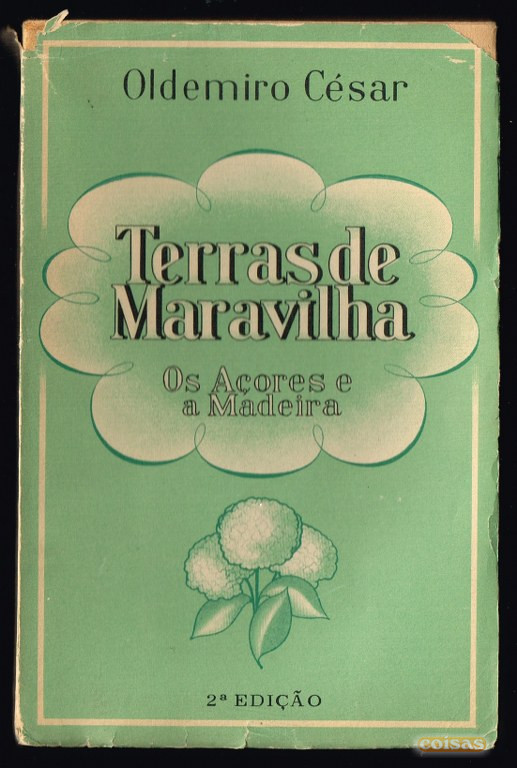 Oldemiro César
Terras de
Maravilha
Os Açores e
a Madeira
2ª EDIÇÃO
coisas